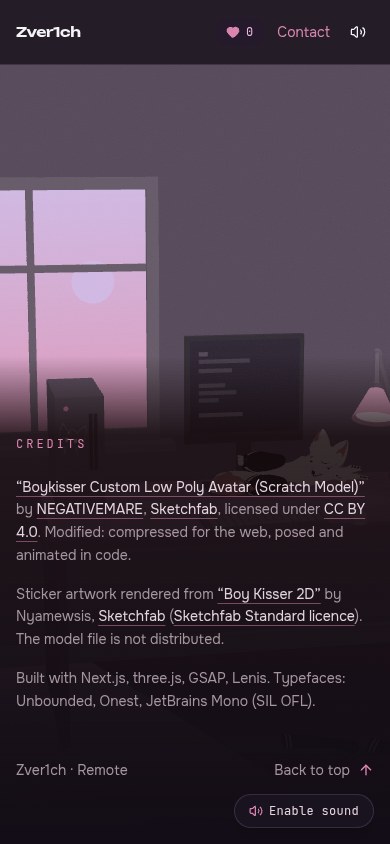 Zver1ch
0
Contact
CREDITS
“Boykisser Custom Low Poly Avatar (Scratch Model)”
by NEGATIVEMARE, Sketchfab, licensed under CC BY
4.0. Modified: compressed for the web, posed and
animated in code.
Sticker artwork rendered from “Boy Kisser 2D” by
Nyamewsis, Sketchfab (Sketchfab Standard licence).
The model file is not distributed.
Built with Next.js, three.js, GSAP, Lenis. Typefaces:
Unbounded, Onest, JetBrains Mono (SIL OFL).
Zver1ch · Remote
Back to top ↑
Enable sound